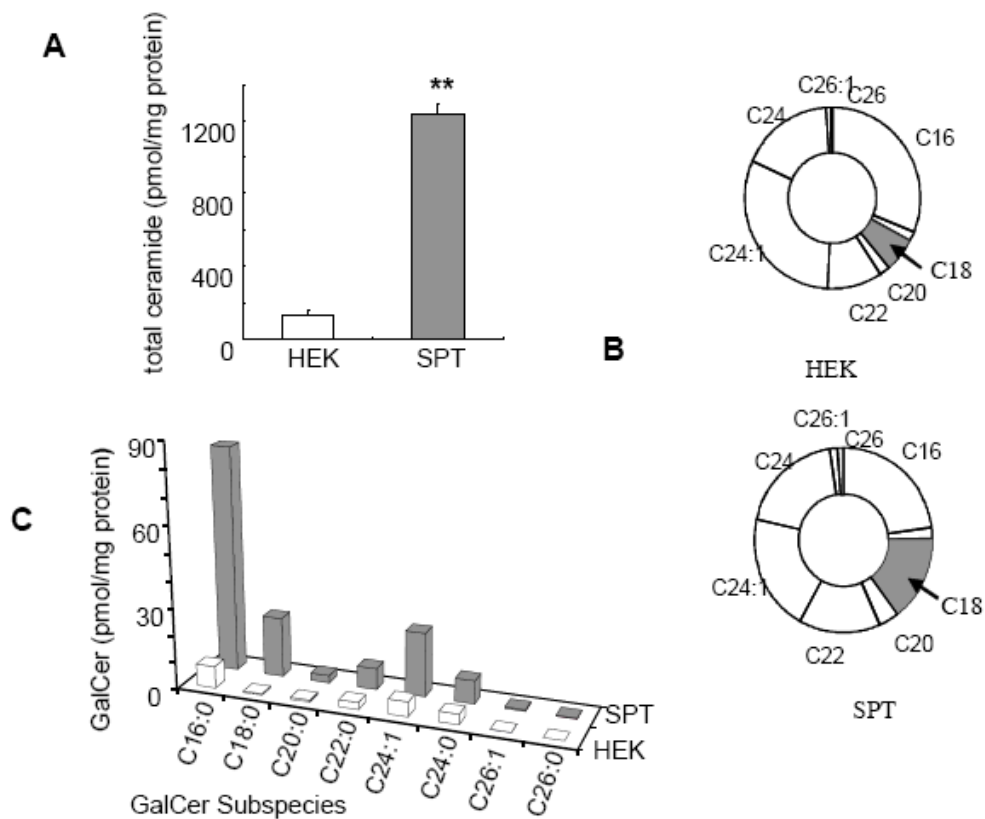 A
total ceramide (pmol/mg protein)
1200
800
400
0
**
HEK
SPT
B
C26:1
C26
C24
C16
C24:1
C18
C20
C22
HEK
C26:1
C26
C24
C16
C24:1
C18
C20
C22
SPT
C
GalCer (pmol/mg protein)
90
60
30
0
SPT
HEK
C16:0
C18:0
C20:0
C22:0
C24:1
C24:0
C26:1
C26:0
GalCer Subspecies